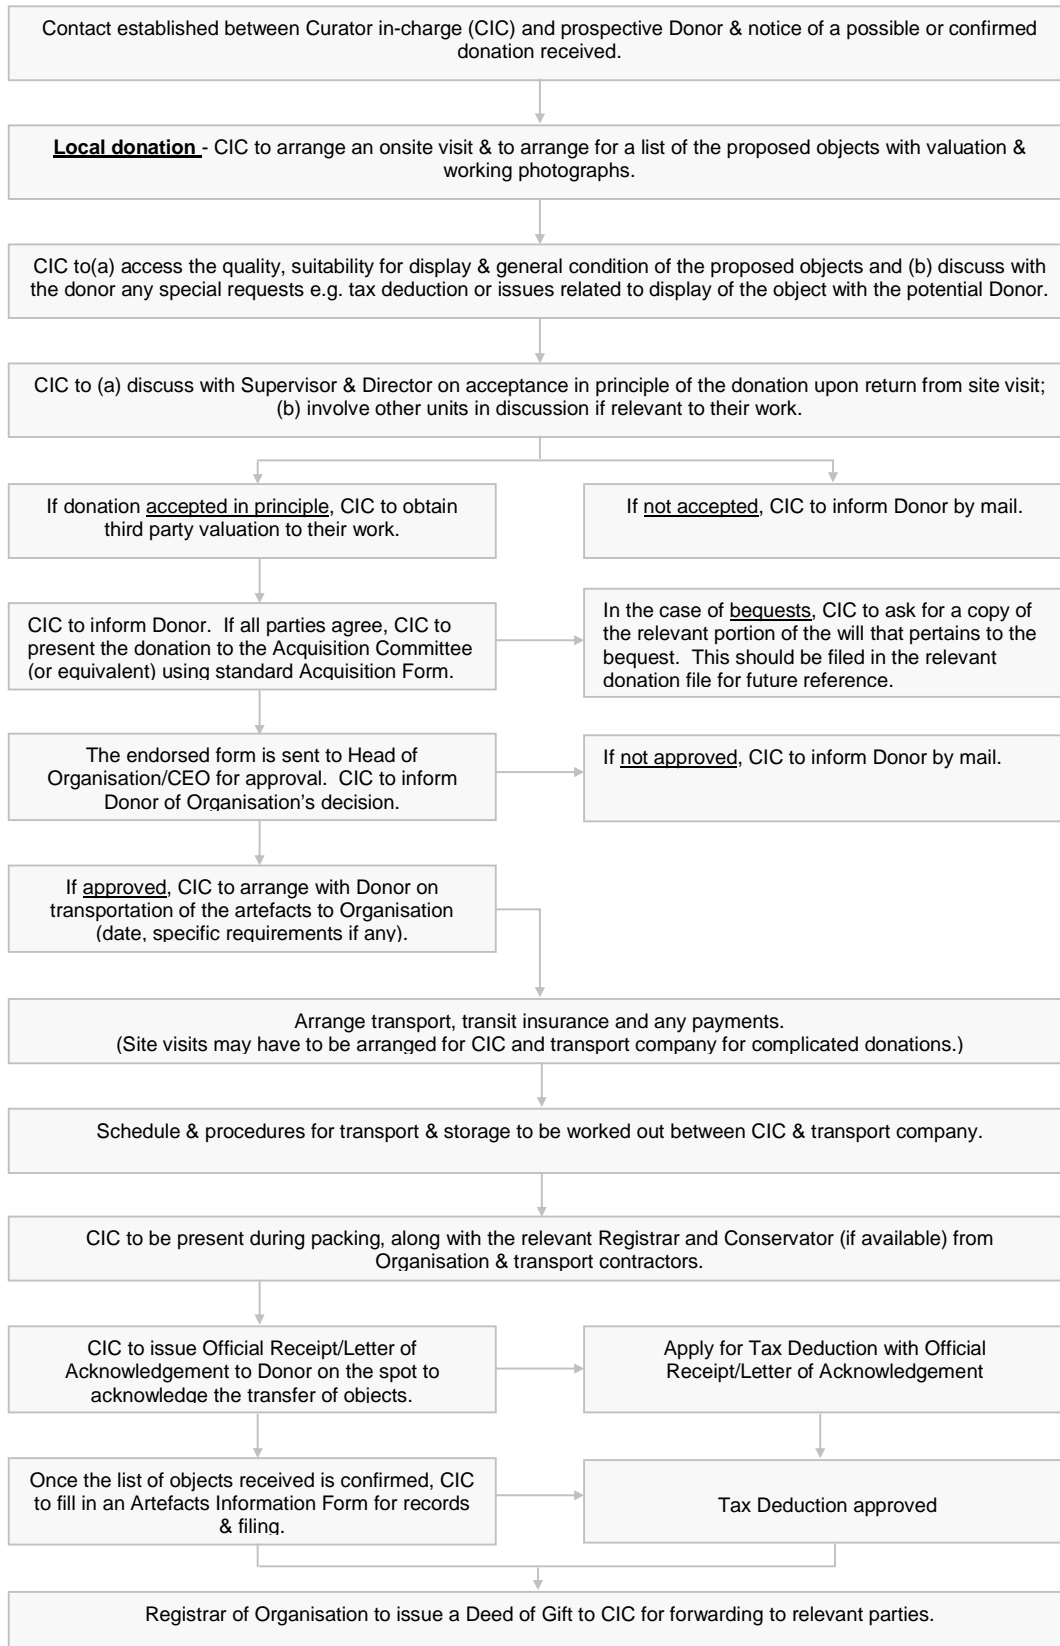 Contact established between Curator in-charge (CIC) and prospective Donor & notice of a possible or confirmed
donation received.
Local donation - CIC to arrange an onsite visit & to arrange for a list of the proposed objects with valuation &
working photographs.
CIC to(a) access the quality, suitability for display & general condition of the proposed objects and (b) discuss with
the donor any special requests e.g. tax deduction or issues related to display of the object with the potential Donor.
CIC to (a) discuss with Supervisor & Director on acceptance in principle of the donation upon return from site visit;
(b) involve other units in discussion if relevant to their work.
If donation accepted in principle, CIC to obtain
third party valuation to their work.
If not accepted, CIC to inform Donor by mail.
CIC to inform Donor. If all parties agree, CIC to
present the donation to the Acquisition Committee
(or equivalent) using standard Acquisition Form.
In the case of bequests, CIC to ask for a copy of
the relevant portion of the will that pertains to the
bequest. This should be filed in the relevant
donation file for future reference.
The endorsed form is sent to Head of
Organisation/CEO for approval. CIC to inform
Donor of Organisation's decision.
If not approved, CIC to inform Donor by mail.
If approved, CIC to arrange with Donor on
transportation of the artefacts to Organisation
(date, specific requirements if any).
Arrange transport, transit insurance and any payments.
(Site visits may have to be arranged for CIC and transport company for complicated donations.)
Schedule & procedures for transport & storage to be worked out between CIC & transport company.
CIC to be present during packing, along with the relevant Registrar and Conservator (if available) from
Organisation & transport contractors.
CIC to issue Official Receipt/Letter of
Acknowledgement to Donor on the spot to
acknowledge the transfer of objects.
Apply for Tax Deduction with Official
Receipt/Letter of Acknowledgement
Once the list of objects received is confirmed, CIC
to fill in an Artefacts Information Form for records
& filing.
Tax Deduction approved
Registrar of Organisation to issue a Deed of Gift to CIC for forwarding to relevant parties.